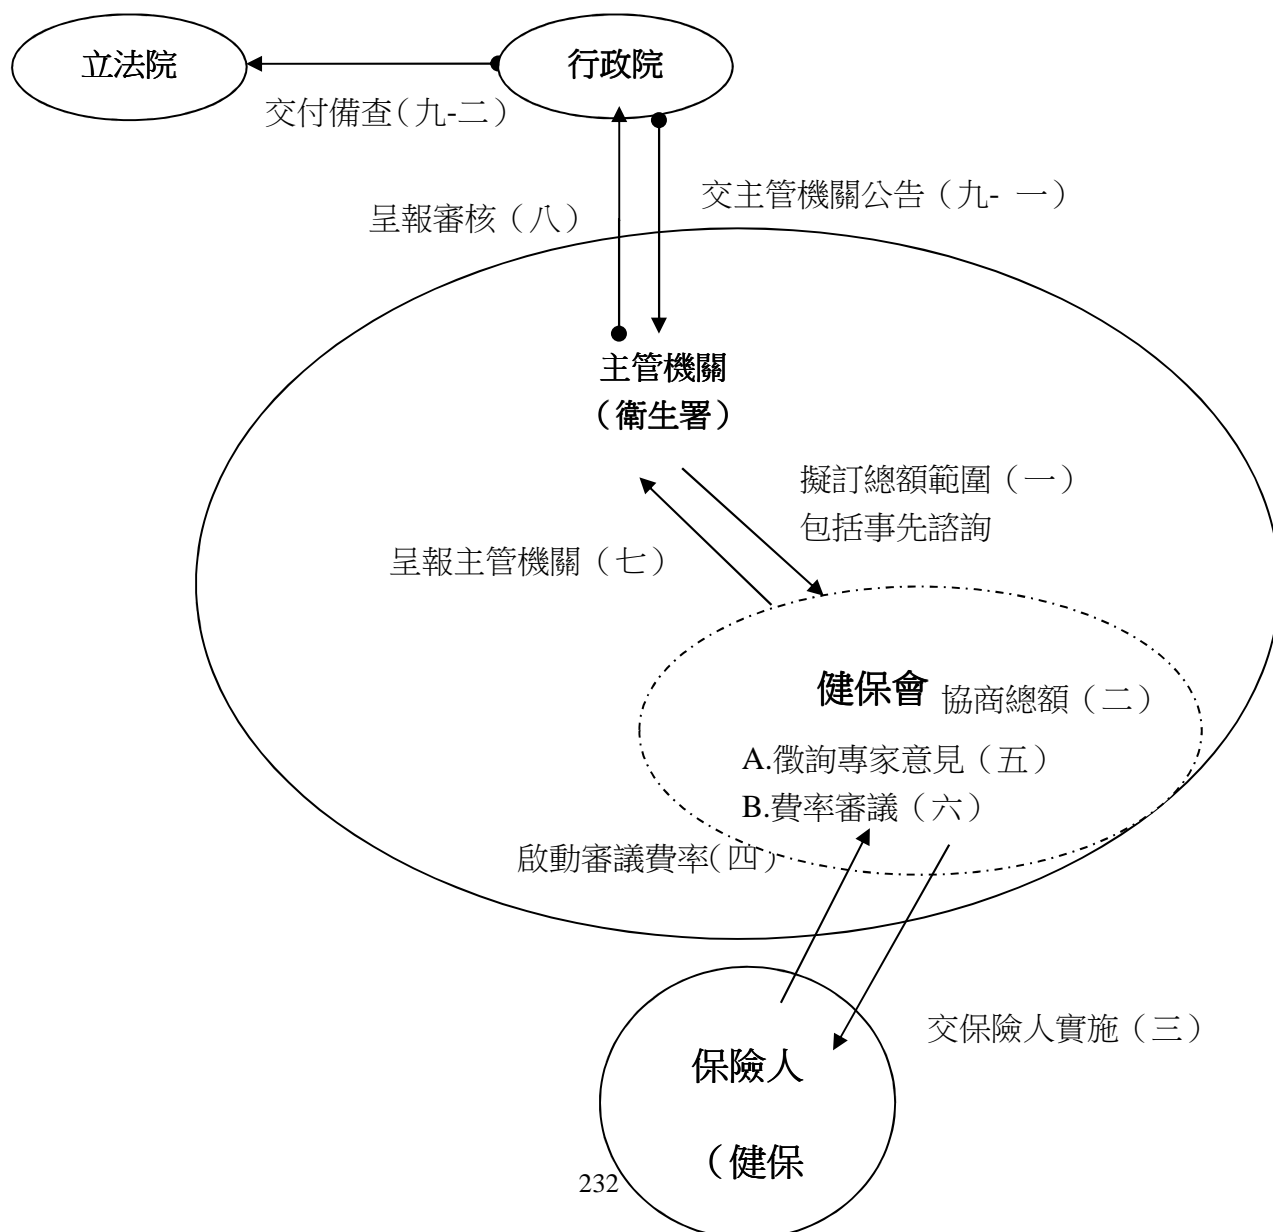 立法院
行政院
交付備查(九-二)
呈報審核（八）
交主管機關公告（九- 一）
主管機關
（衛生署）
擬訂總額範圍（一）
包括事先諮詢
呈報主管機關（七）
健保會 協商總額（二）
A.徵詢專家意見（五）
B.費率審議（六）
啟動審議費率(四)
交保險人實施（三）
保險人
（健保
232